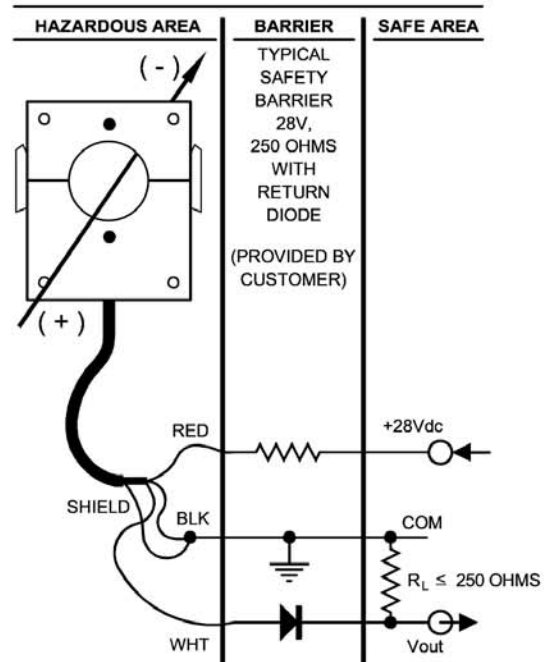 HAZARDOUS AREA
BARRIER
SAFE AREA
(-)
TYPICAL
SAFETY
BARRIER
28V,
250 OHMS
WITH
RETURN
DIODE
(PROVIDED BY
CUSTOMER)
(+)
RED
+28Vdc
SHIELD
BLK
COM
RL ≤ 250 OHMS
WHT
Vout